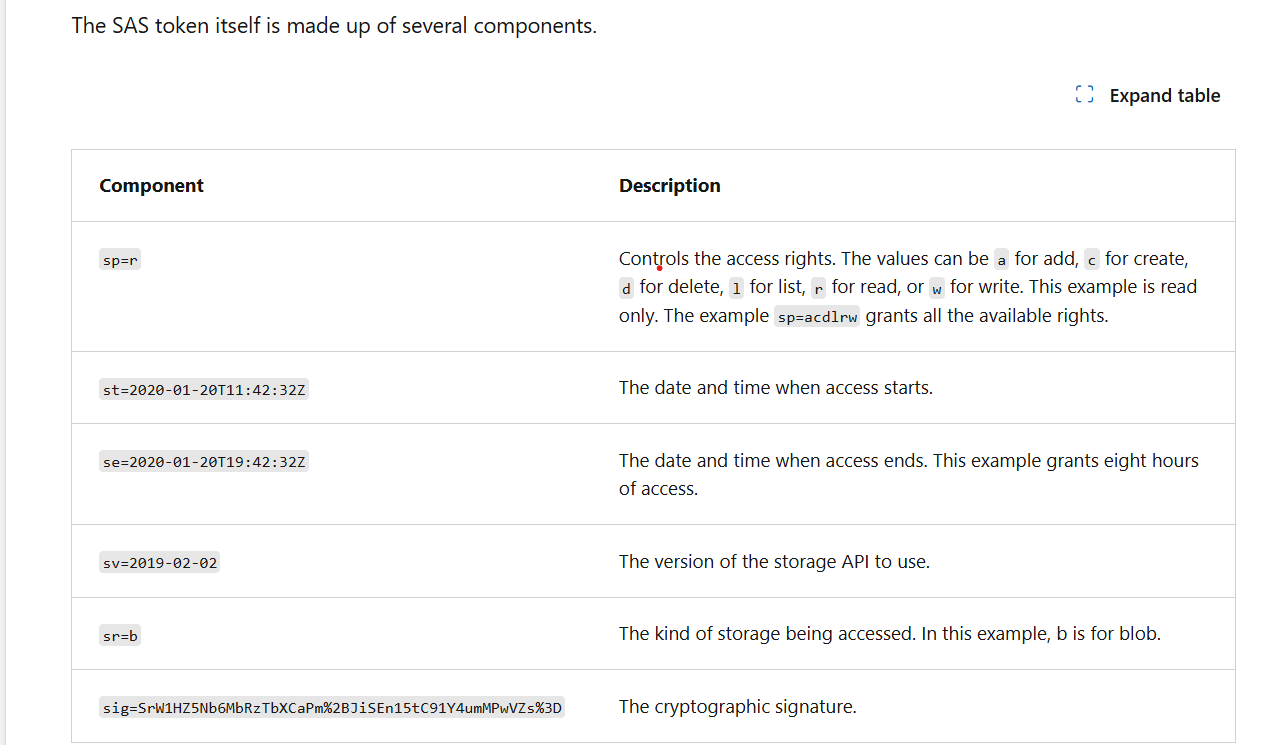 The SAS token itself is made up of several components.
Expand table
Component Description
sp=r Controls the access rights. The values can be a for add, c for create,
d for delete, l for list, r for read, or w for write. This example is read
only. The example sp=acdlrw grants all the available rights.
st=2020-01-20T11:42:32Z The date and time when access starts.
se=2020-01-20T19:42:32Z The date and time when access ends. This example grants eight hours
of access.
sv=2019-02-02 The version of the storage API to use.
sr=b The kind of storage being accessed. In this example, b is for blob.
sig=SrW1HZ5Nb6MbRzTbXCaPm%2BJiSEn15tC91Y4umMPwVZs%3D The cryptographic signature.